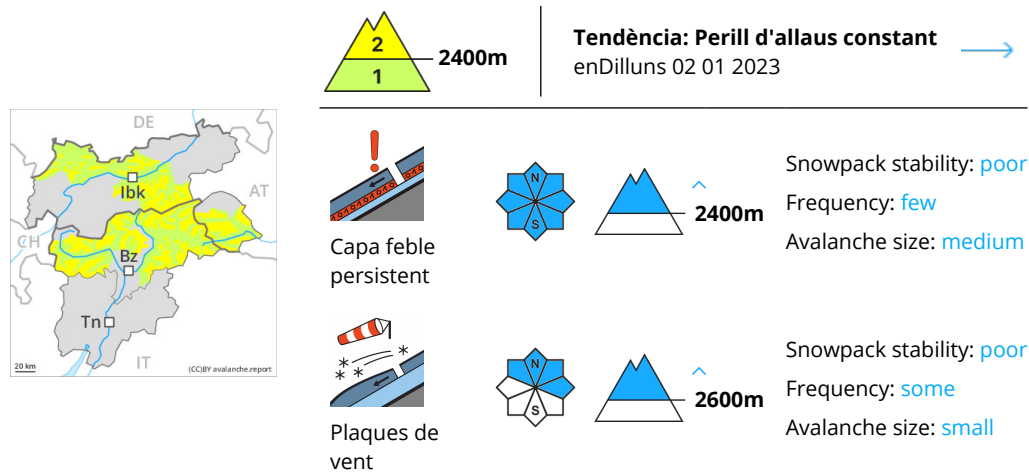 2
1
2400m
Tendència: Perill d'allaus constant
enDilluns 02 01 2023
DE
AT
CH
IT
Ibk
Bz
Tn
20 km
(CC)BY avalanche.report
N
S
2400m
Capa feble
persistent
Snowpack stability: poor
Frequency: few
Avalanche size: medium
N
S
2600m
Plaques de
vent
Snowpack stability: poor
Frequency: some
Avalanche size: small